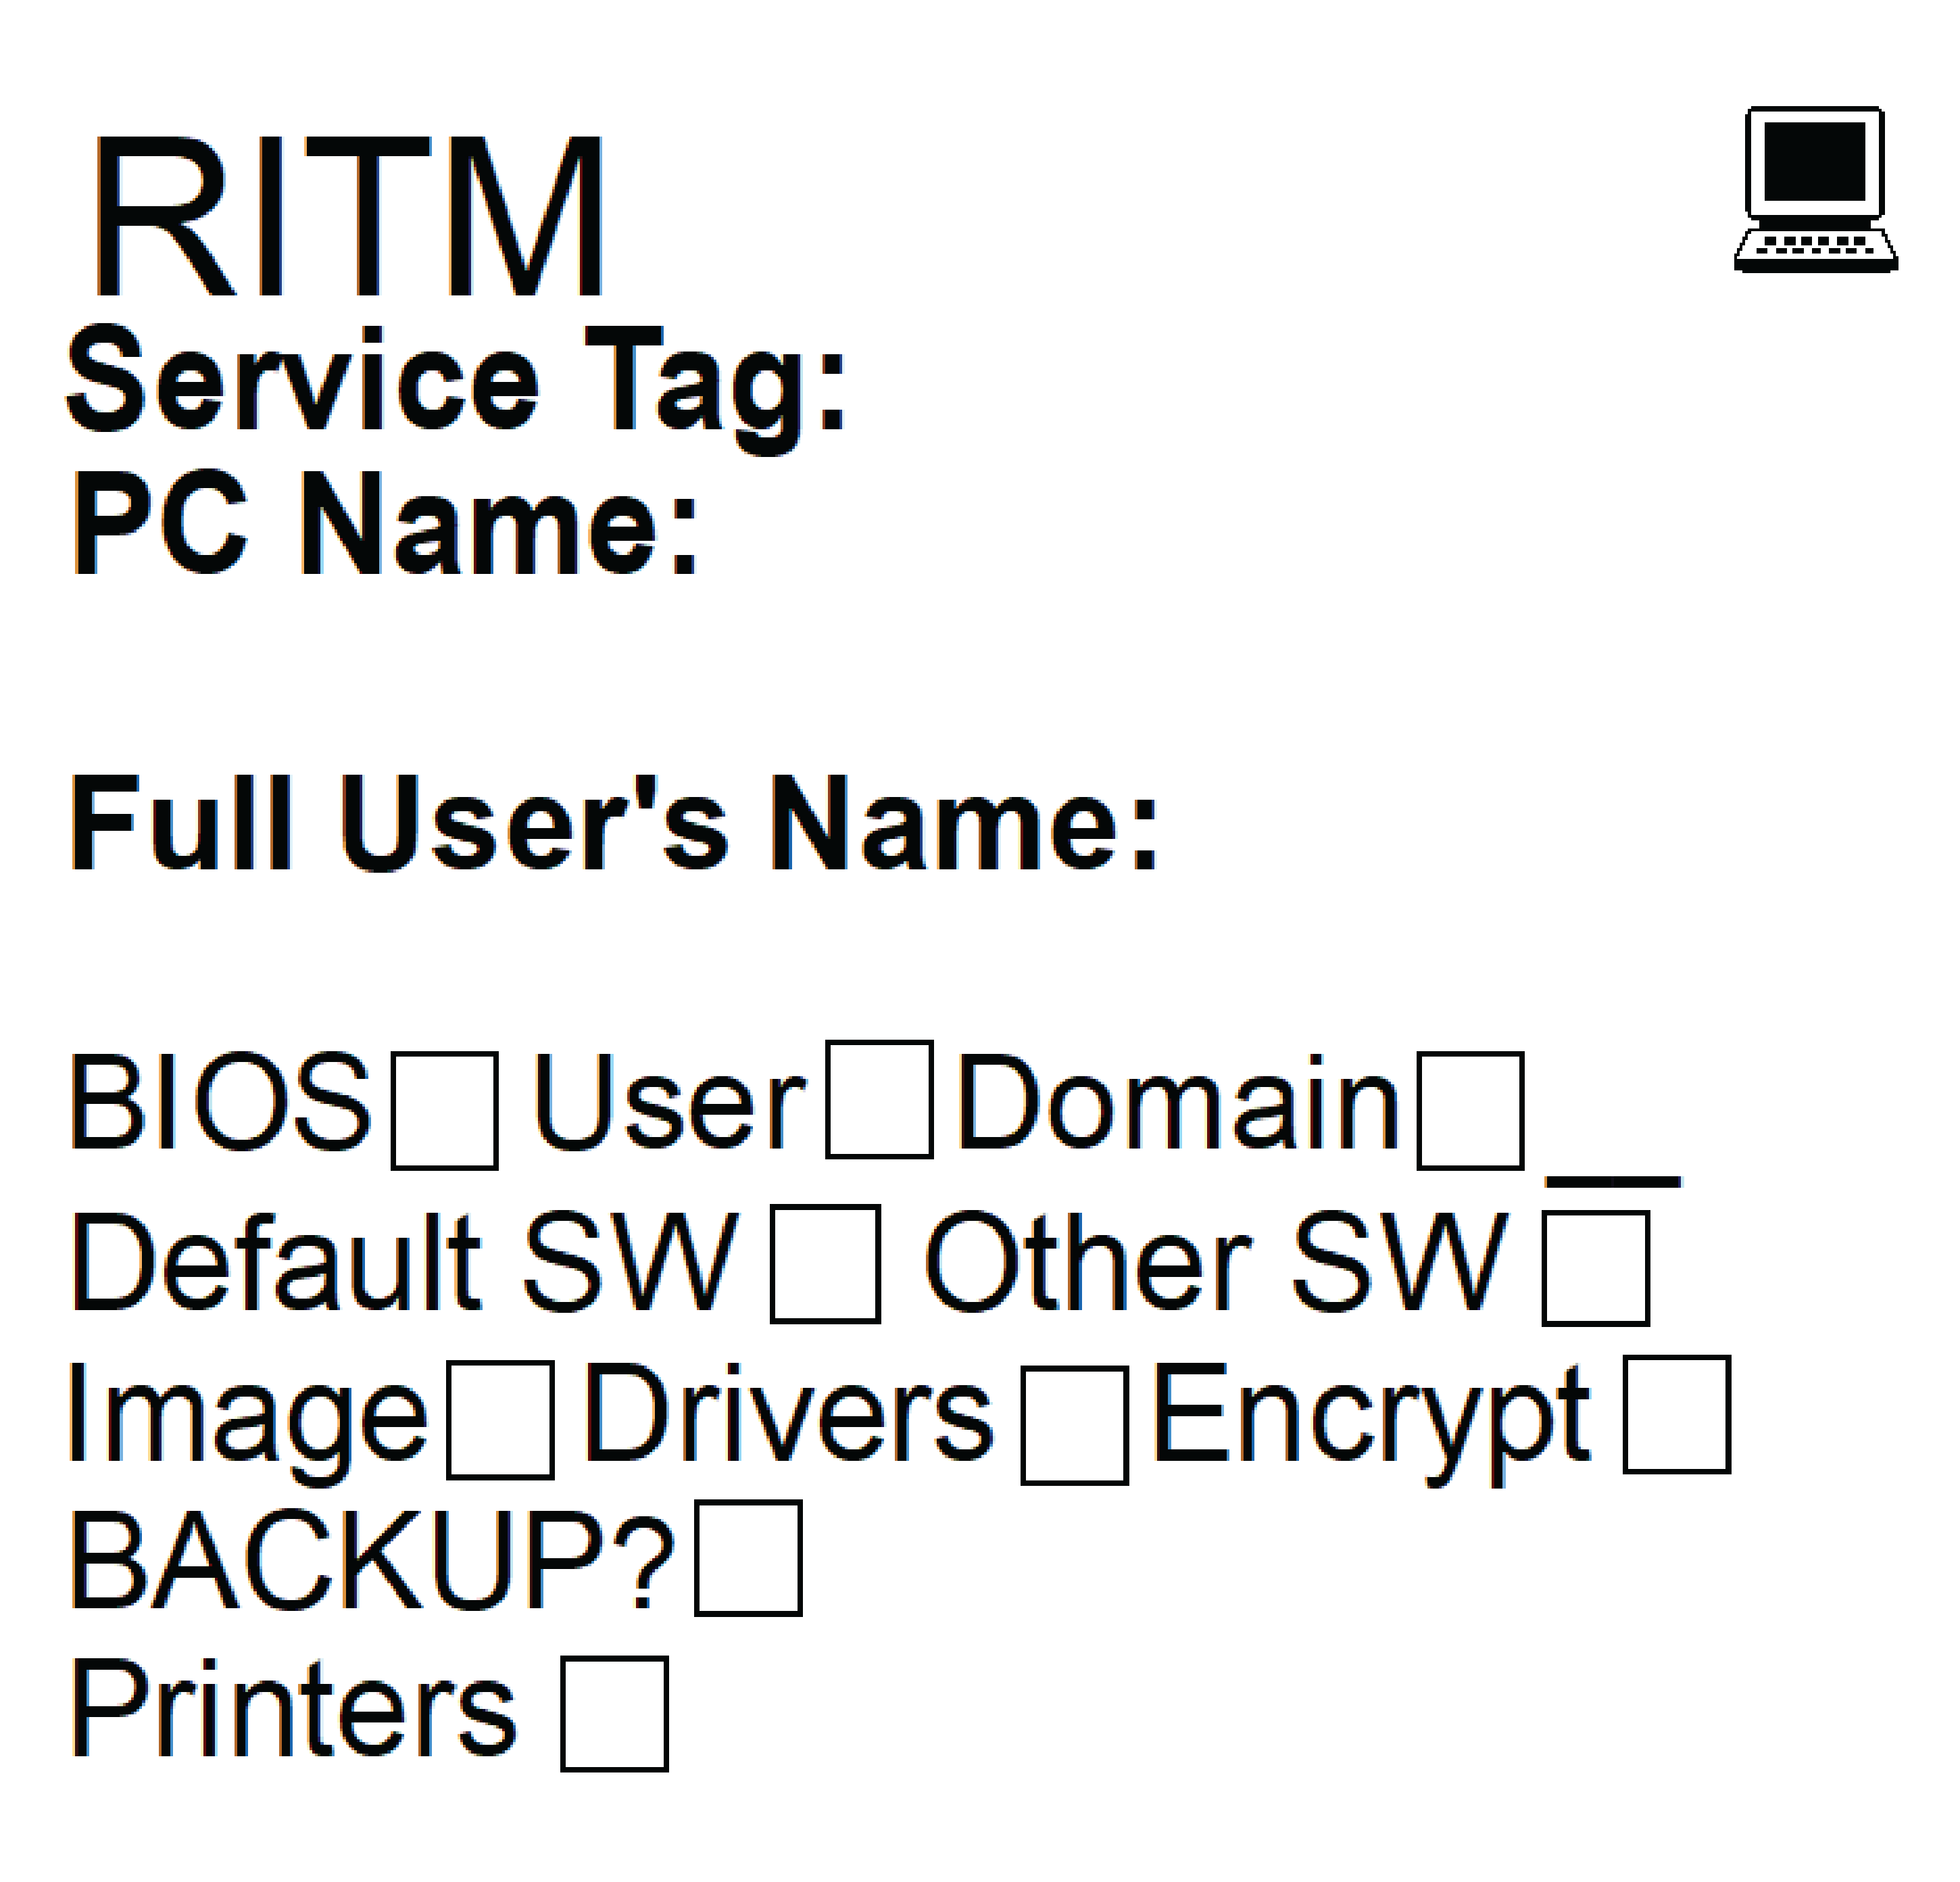 RITM
Service Tag:
PC Name:
Full User's Name:
BIOS☐ User☐ Domain☐ __
Default SW ☐ Other SW ☐
Image☐ Drivers ☐ Encrypt ☐
BACKUP?☐
Printers ☐